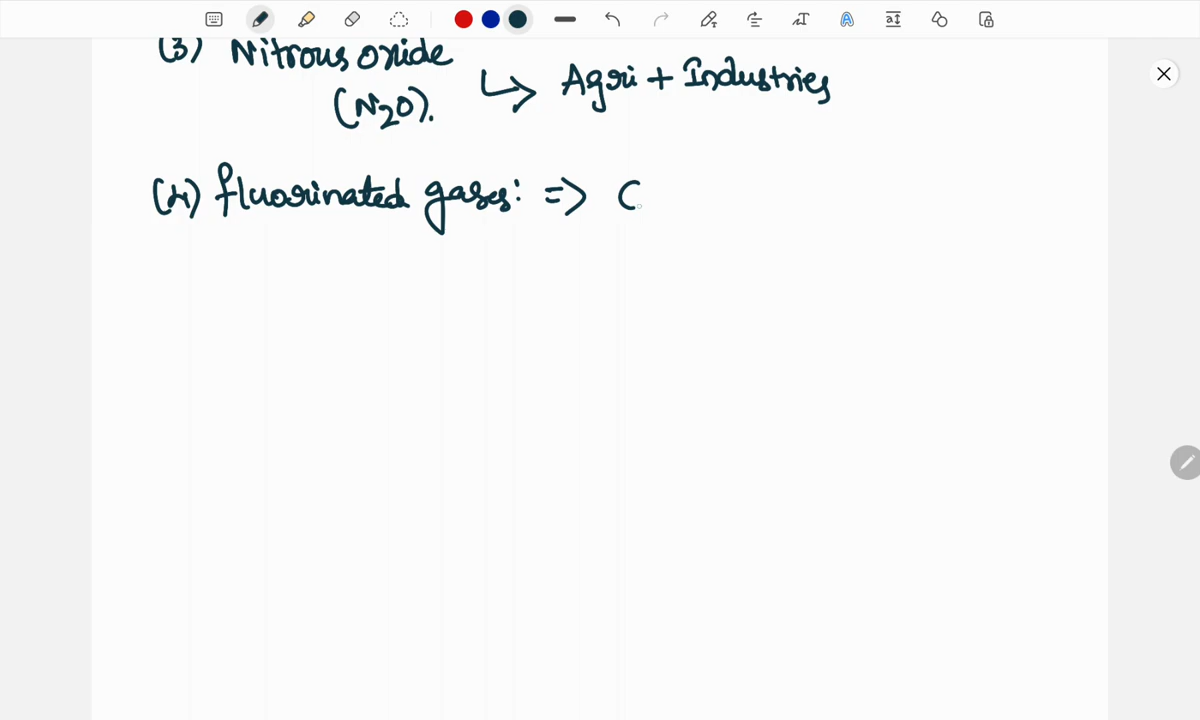 (3) Nitrous oxide
(N2O). ↳ Agri + Industries
(4) fluorinated gases: => C